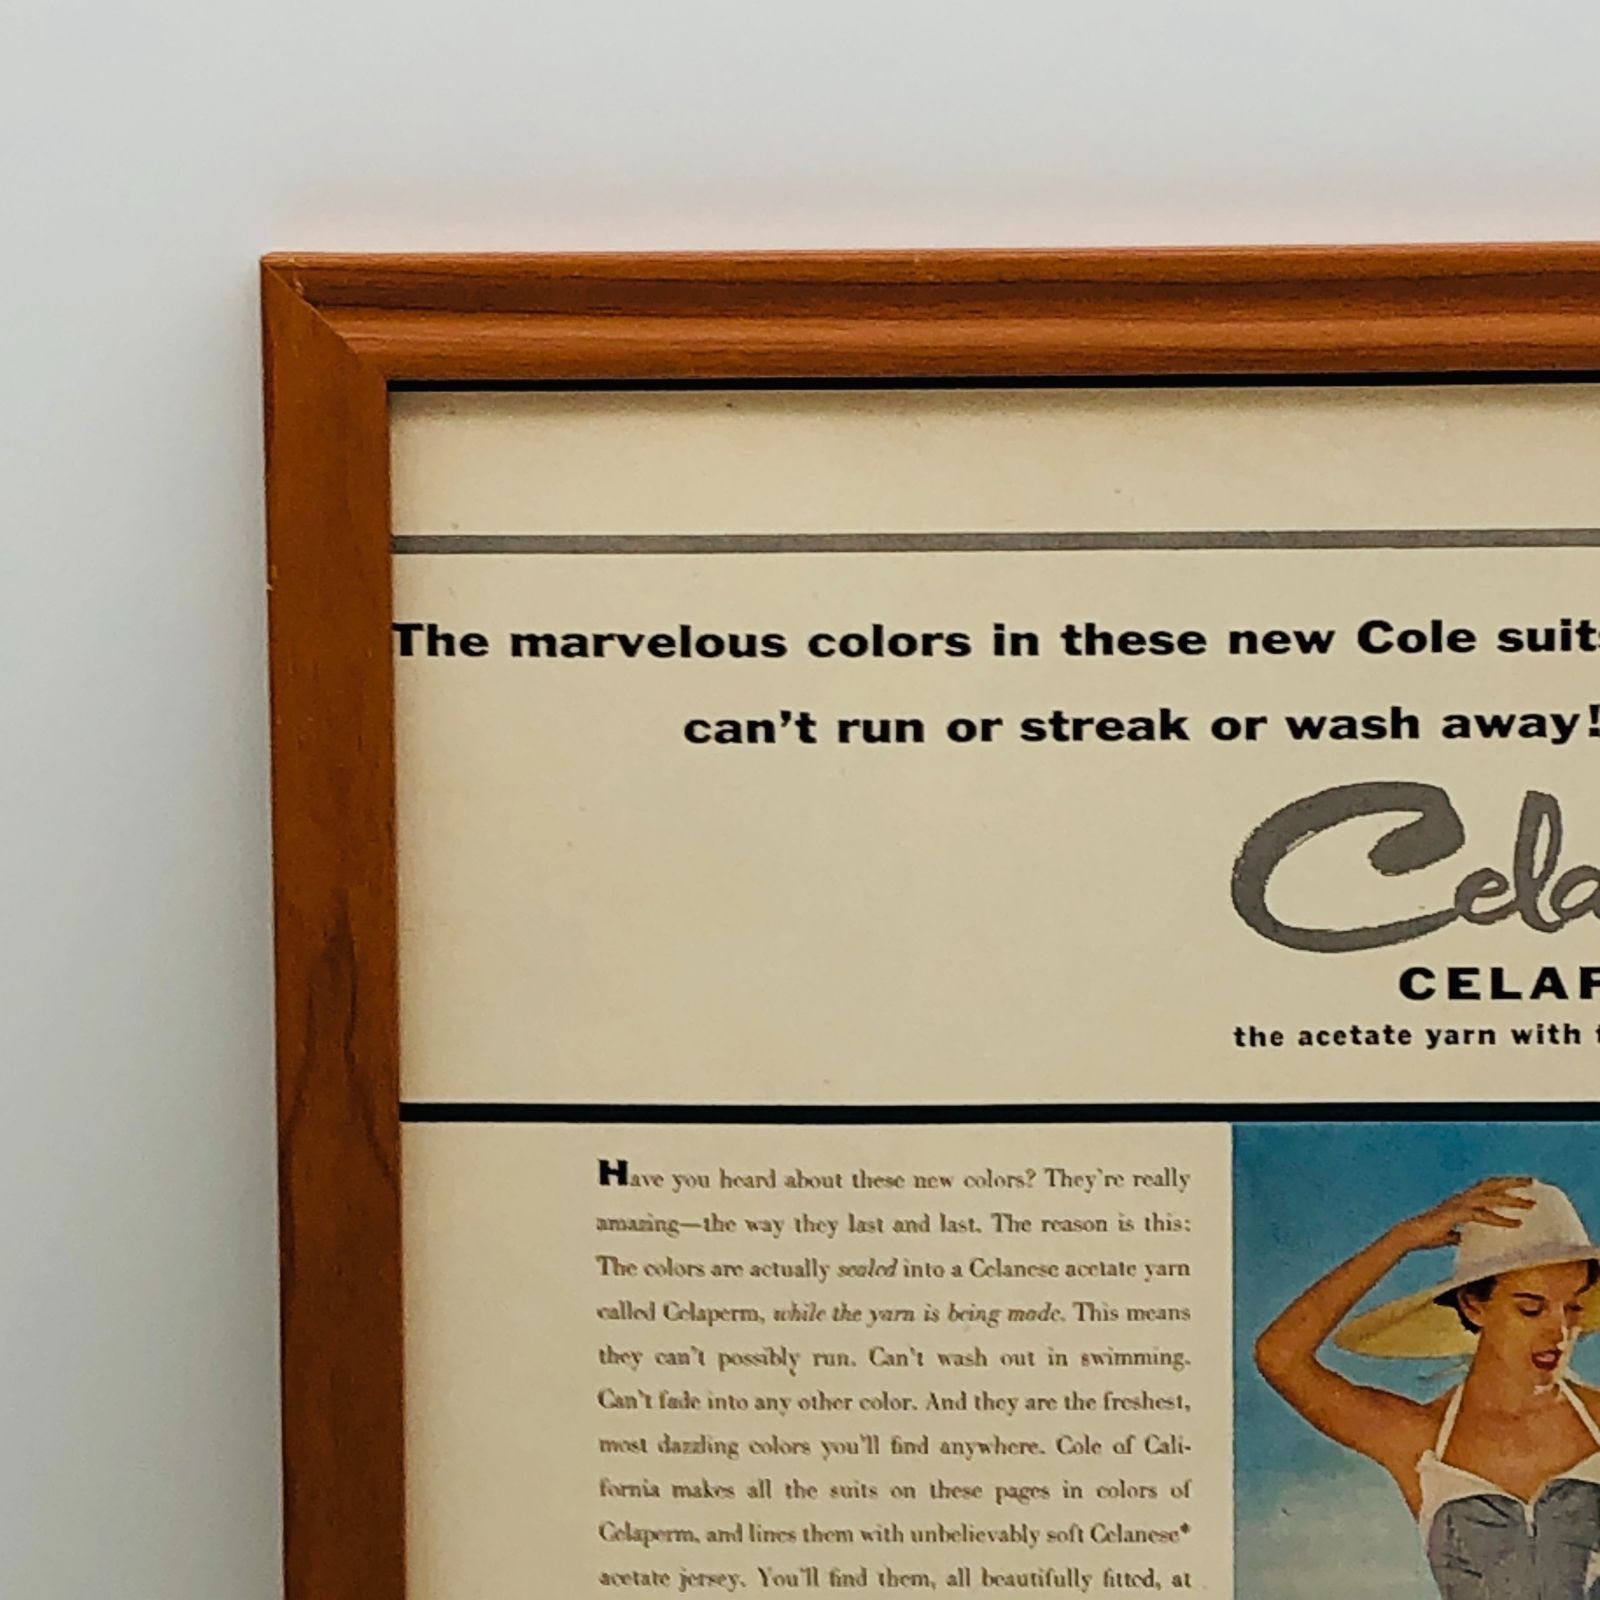 The marvelous colors in these new Cole suits
can't run or streak or wash away!
Cela
CELAP
the acetate yarn with
Have you heard about these new colors? They're really
amazing—the way they last and last. The reason is this:
The colors are actually sealed into a Celanese acetate yarn
called Celaperm, while the yarn is being made. This means
they can't possibly run. Can't wash out in swimming.
Can't fade into any other color. And they are the freshest,
most dazzling colors you'll find anywhere. Cole of Cali-
fornia makes all the suits on these pages in colors of
Celaperm, and lines them with unbelievably soft Celanese*
acetate jersey. You'll find them, all beautifully fitted, at